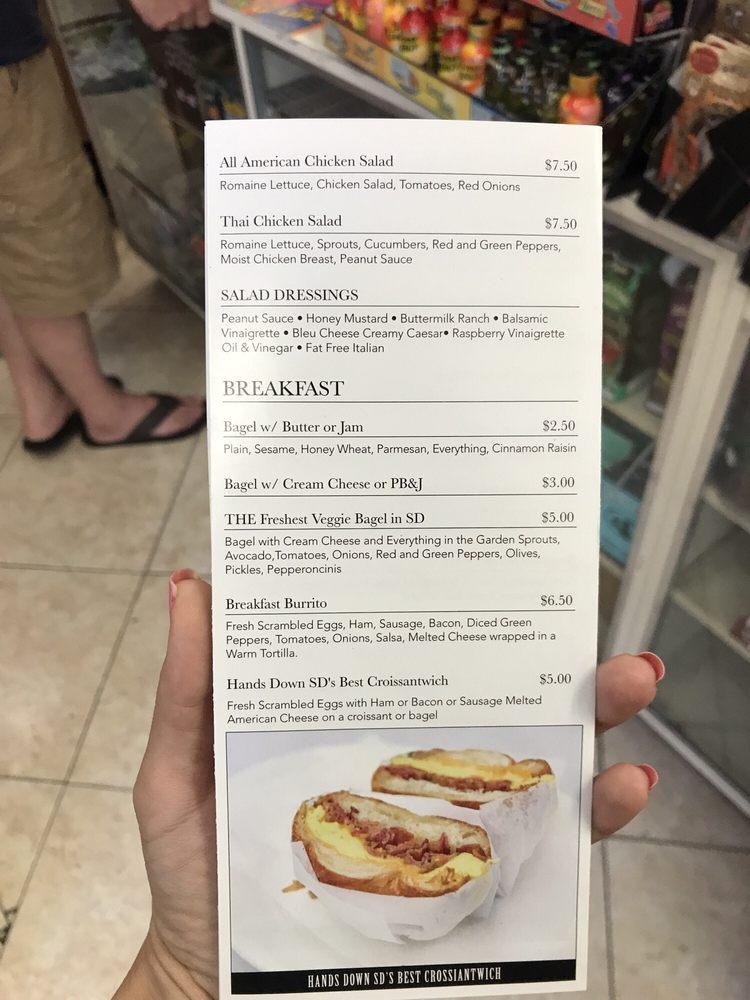 All American Chicken Salad $7.50
Romaine Lettuce, Chicken Salad, Tomatoes, Red Onions
Thai Chicken Salad $7.50
Romaine Lettuce, Sprouts, Cucumbers, Red and Green Peppers,
Moist Chicken Breast, Peanut Sauce
SALAD DRESSINGS
Peanut Sauce • Honey Mustard • Buttermilk Ranch • Balsamic
Vinaigrette • Bleu Cheese Creamy Caesar• Raspberry Vinaigrette
Oil & Vinegar • Fat Free Italian
BREAKFAST
Bagel w/ Butter or Jam $2.50
Plain, Sesame, Honey Wheat, Parmesan, Everything, Cinnamon Raisin
Bagel w/ Cream Cheese or PB&J $3.00
THE Freshest Veggie Bagel in SD $5.00
Bagel with Cream Cheese and Everything in the Garden Sprouts,
Avocado,Tomatoes, Onions, Red and Green Peppers, Olives,
Pickles, Pepperoncinis
Breakfast Burrito $6.50
Fresh Scrambled Eggs, Ham, Sausage, Bacon, Diced Green
Peppers, Tomatoes, Onions, Salsa, Melted Cheese wrapped in a
Warm Tortilla.
Hands Down SD's Best Croissantwich $5.00
Fresh Scrambled Eggs with Ham or Bacon or Sausage Melted
American Cheese on a croissant or bagel
HANDS DOWN SD'S BEST CROSSIANTWICH